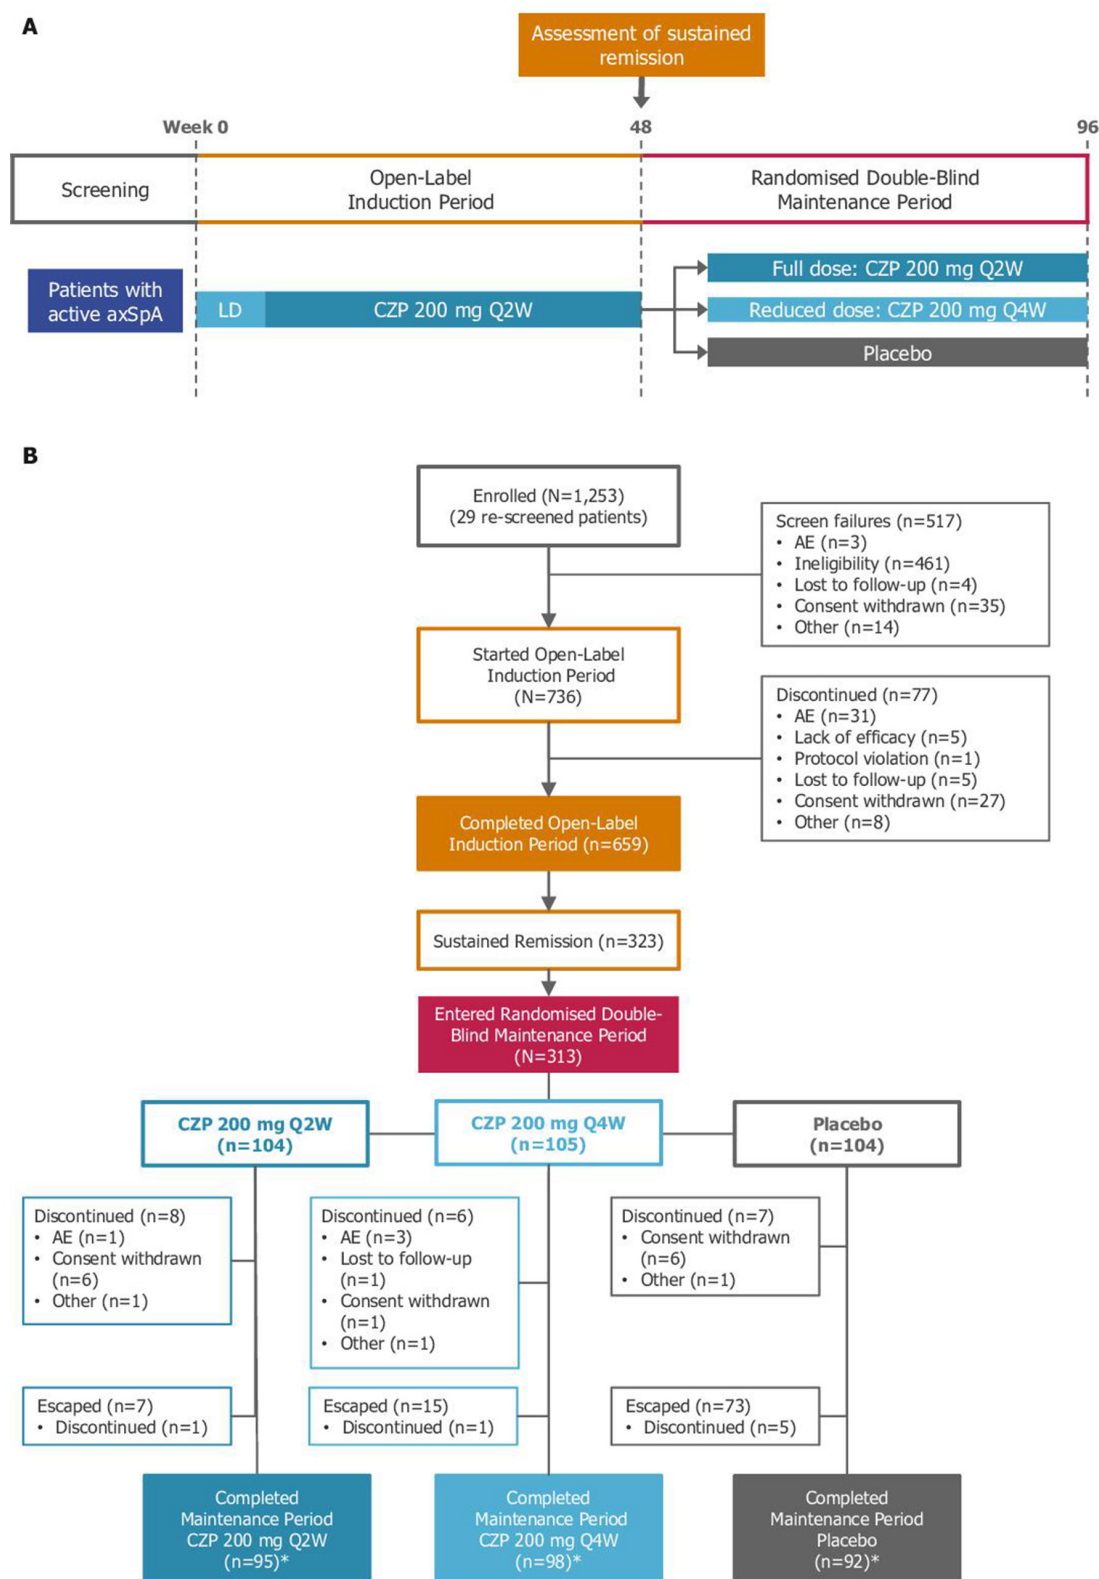 A
Assessment of sustained
remission
Week 0
48
96
Screening
Open-Label
Induction Period
Randomised Double-Blind
Maintenance Period
Patients with
active axSpA
LD
CZP 200 mg Q2W
Full dose: CZP 200 mg Q2W
Reduced dose: CZP 200 mg Q4W
Placebo
B
Enrolled (N=1,253)
(29 re-screened patients)
Screen failures (n=517)
• AE (n=3)
• Ineligibility (n=461)
• Lost to follow-up (n=4)
• Consent withdrawn (n=35)
• Other (n=14)
Started Open-Label
Induction Period
(N=736)
Discontinued (n=77)
• AE (n=31)
• Lack of efficacy (n=5)
• Protocol violation (n=1)
• Lost to follow-up (n=5)
• Consent withdrawn (n=27)
• Other (n=8)
Completed Open-Label
Induction Period (n=659)
Sustained Remission (n=323)
Entered Randomised Double-
Blind Maintenance Period
(N=313)
CZP 200 mg Q2W
(n=104)
CZP 200 mg Q4W
(n=105)
Placebo
(n=104)
Discontinued (n=8)
• AE (n=1)
• Consent withdrawn
(n=6)
• Other (n=1)
Discontinued (n=6)
• AE (n=3)
• Lost to follow-up
(n=1)
• Consent withdrawn
(n=1)
• Other (n=1)
Discontinued (n=7)
• Consent withdrawn
(n=6)
• Other (n=1)
Escaped (n=7)
• Discontinued (n=1)
Escaped (n=15)
• Discontinued (n=1)
Escaped (n=73)
• Discontinued (n=5)
Completed
Maintenance Period
CZP 200 mg Q2W
(n=95)*
Completed
Maintenance Period
CZP 200 mg Q4W
(n=98)*
Completed
Maintenance Period
Placebo
(n=92)*